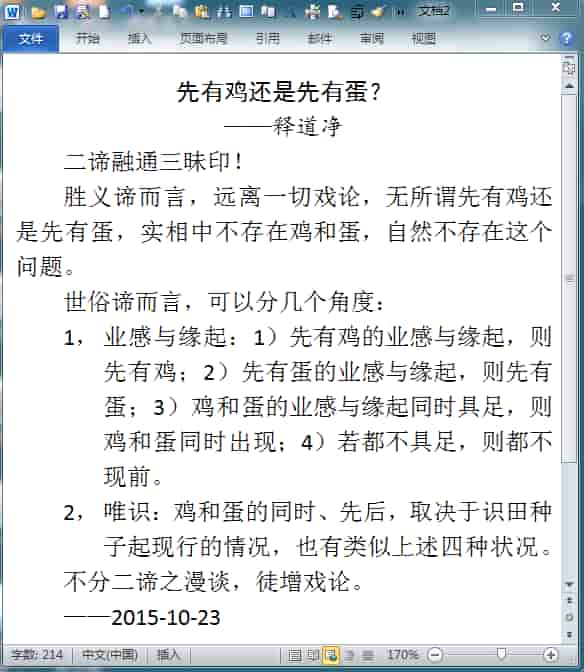 文档2
文件 开始 插入 页面布局 引用 邮件 审阅 视图
先有鸡还是先有蛋？
——释道净
二谛融通三昧印！
胜义谛而言，远离一切戏论，无所谓先有鸡还
是先有蛋，实相中不存在鸡和蛋，自然不存在这个
问题。
世俗谛而言，可以分几个角度：
1， 业感与缘起：1）先有鸡的业感与缘起，则
先有鸡；2）先有蛋的业感与缘起，则先有
蛋；3）鸡和蛋的业感与缘起同时具足，则
鸡和蛋同时出现；4）若都不具足，则都不
现前。
2， 唯识：鸡和蛋的同时、先后，取决于识田种
子起现行的情况，也有类似上述四种状况。
不分二谛之漫谈，徒增戏论。
——2015-10-23
字数: 214 中文(中国) 插入 170%